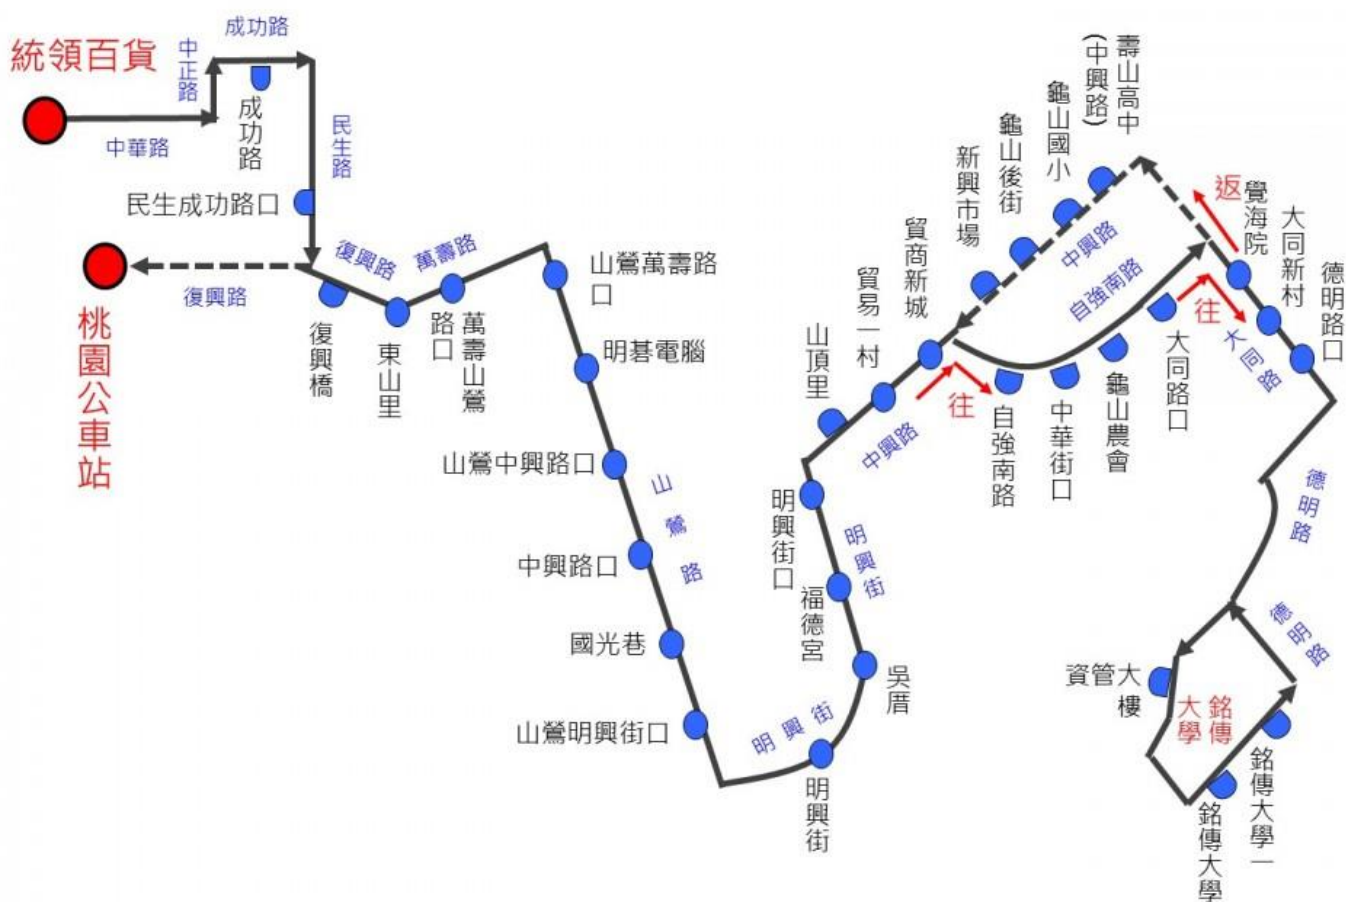 統領百貨
中華路
中正路
成功路
成功路
民生路
民生成功路口
復興路
桃園公車站
復興路
復興橋
東山里
萬壽路
萬壽山鶯
路口
山鶯萬壽路
口
明碁電腦
山鶯中興路口
中興路口
國光巷
山鶯明興街口
山鶯路
明興街
明興街
吳厝
福德宮
明興街口
明興街
山頂里
中興路
貿易一村
貿商新城
往
新興市場
龜山後街
龜山國小
壽山高中
(中興路)
中興路
自強南路
自強南路
中華街口
龜山農會
大同路口
往
返
覺海院
大同新村
德明路口
大同路
德明路
德明路
資管大
樓
銘傳
大學
銘傳大學一
銘傳大學